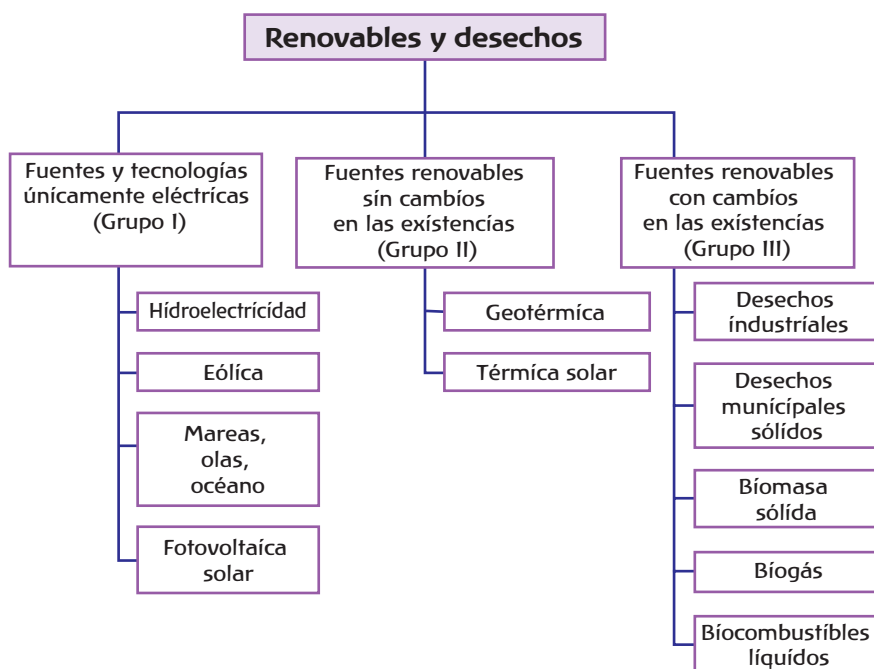 Renovables y desechos
Fuentes y tecnologías
únicamente eléctricas
(Grupo I)
Hidroelectricidad
Eólica
Mareas,
olas,
océano
Fotovoltaica
solar
Fuentes renovables
sin cambios
en las existencias
(Grupo II)
Geotérmica
Térmica solar
Fuentes renovables
con cambios
en las existencias
(Grupo III)
Desechos
industriales
Desechos
municipales
sólidos
Biomasa
sólida
Biogás
Biocombustibles
líquidos